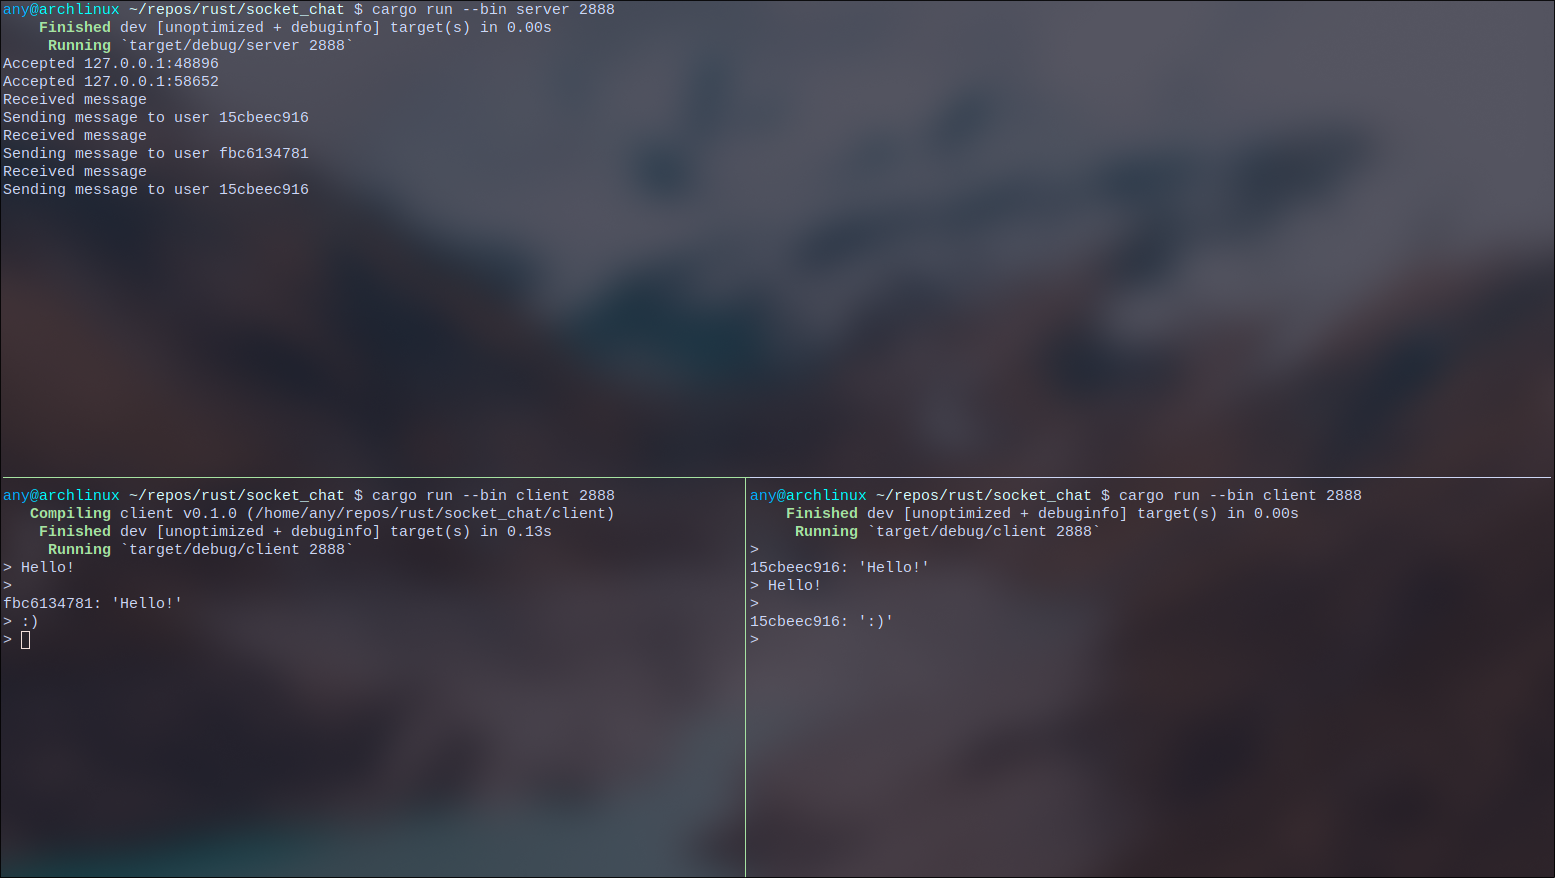 any@archlinux ~/repos/rust/socket_chat $ cargo run --bin server 2888
    Finished dev [unoptimized + debuginfo] target(s) in 0.00s
     Running `target/debug/server 2888`
Accepted 127.0.0.1:48896
Accepted 127.0.0.1:58652
Received message
Sending message to user 15cbeec916
Received message
Sending message to user fbc6134781
Received message
Sending message to user 15cbeec916
any@archlinux ~/repos/rust/socket_chat $ cargo run --bin client 2888
   Compiling client v0.1.0 (/home/any/repos/rust/socket_chat/client)
    Finished dev [unoptimized + debuginfo] target(s) in 0.13s
     Running `target/debug/client 2888`
> Hello!
>
fbc6134781: 'Hello!'
> :)
>
any@archlinux ~/repos/rust/socket_chat $ cargo run --bin client 2888
    Finished dev [unoptimized + debuginfo] target(s) in 0.00s
     Running `target/debug/client 2888`
>
15cbeec916: 'Hello!'
> Hello!
>
15cbeec916: ':)'
>